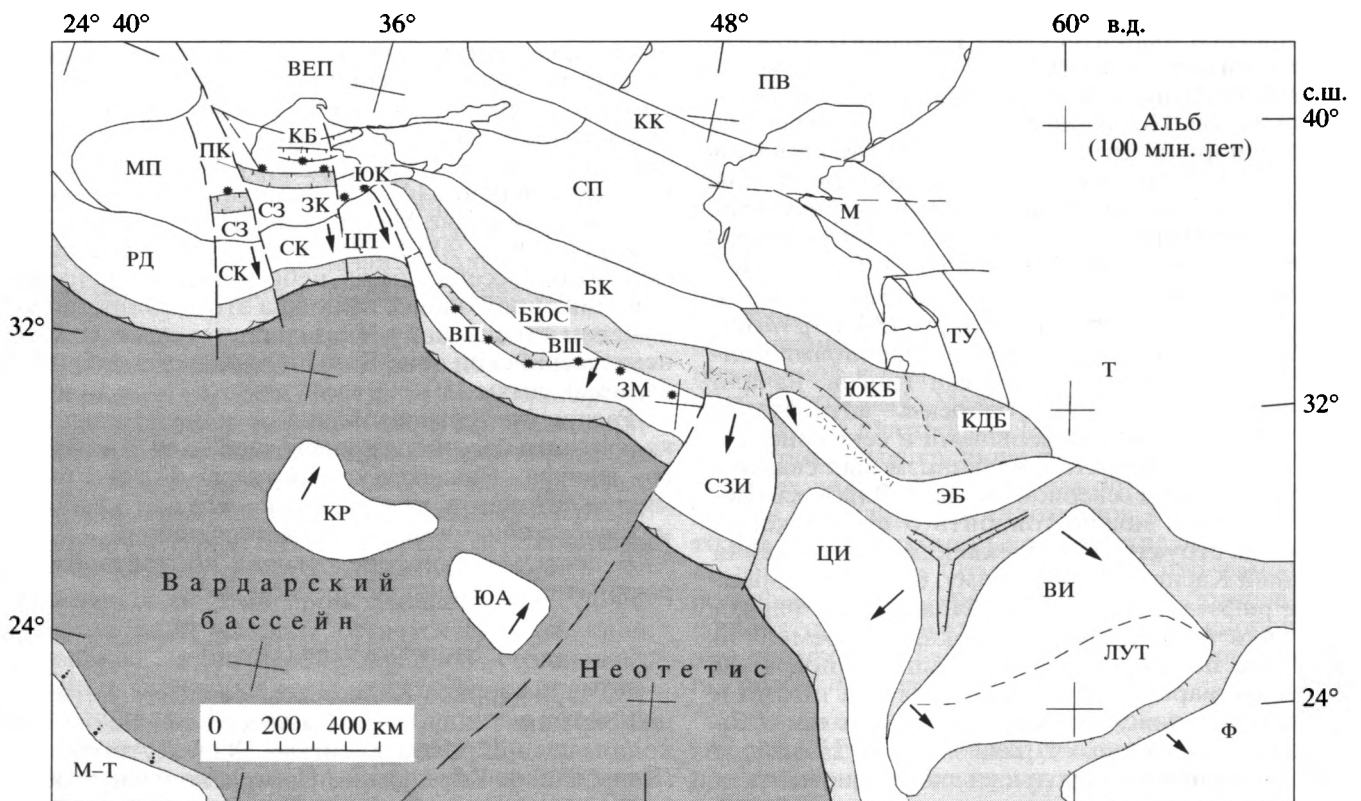 24° 40° 36° 48° 60° в.д.
ВЕП
ПВ
с.ш.
КК
40°
Альб
(100 млн. лет)
КБ
ПК
МП
ЮК
СП
СЗ
ЗК
М
СЗ
РД
СК
ЦП
СК
БК
32°
БЮС
ВП
ВШ
ТУ
Т
ЗМ
ЮКБ
32°
КДБ
СЗИ
ЭБ
КР
ЦИ
Вардарский
бассейн
ЮА
ВИ
24°
ЛУТ
Неотетис
24°
0 200 400 км
Ф
М–Т